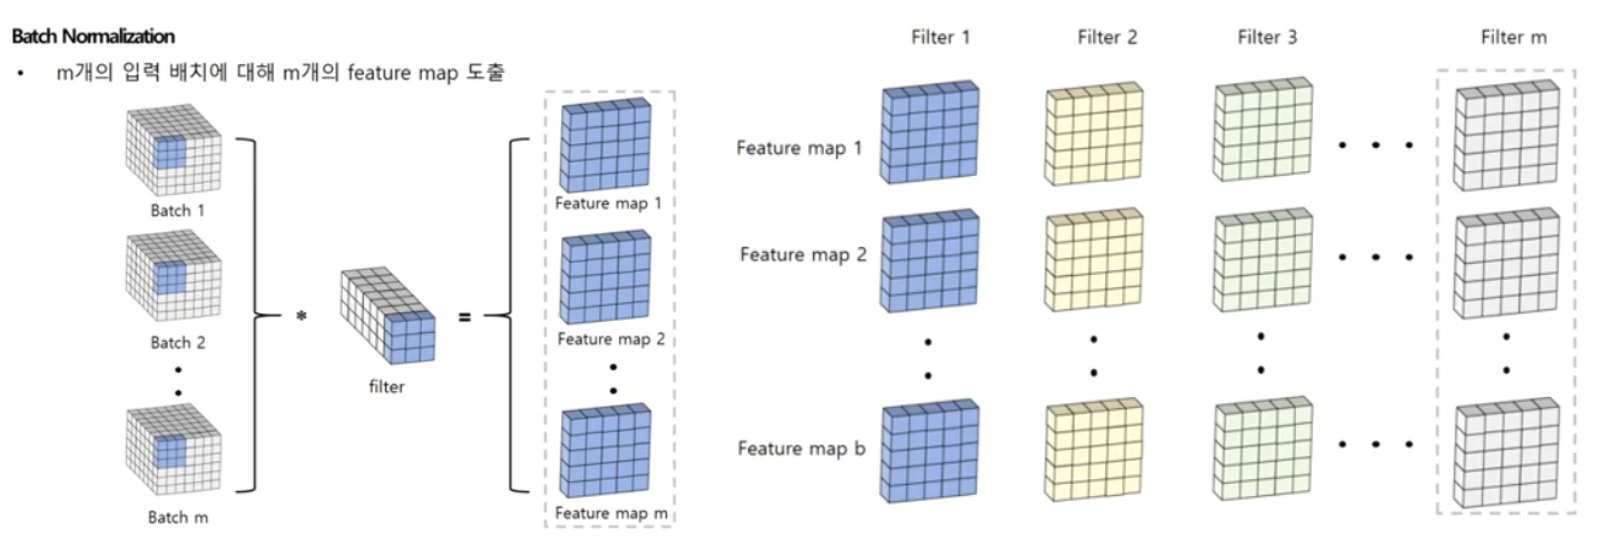 Batch Normalization
• m개의 입력 배치에 대해 m개의 feature map 도출
Batch 1
Batch 2
Batch m
*
filter
=
Feature map 1
Feature map 2
Feature map m
Filter 1 Filter 2 Filter 3 Filter m
Feature map 1
Feature map 2
Feature map b